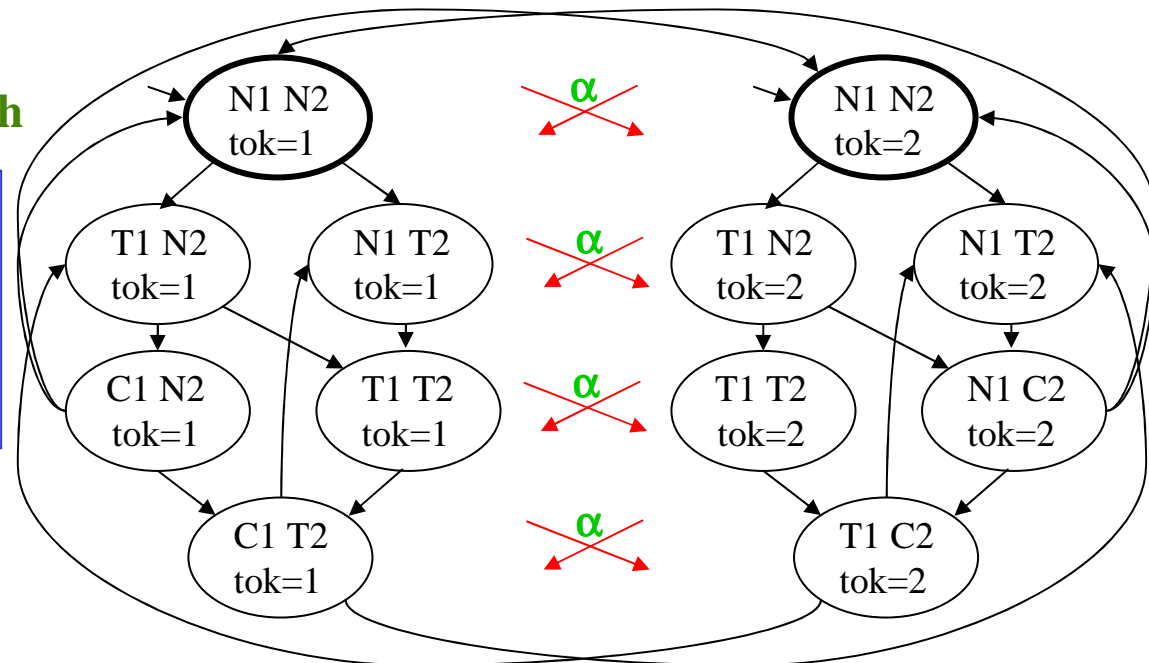 α
N1 N2
tok=1
N1 N2
tok=2
h
α
T1 N2
tok=1
N1 T2
tok=1
T1 N2
tok=2
N1 T2
tok=2
α
C1 N2
tok=1
T1 T2
tok=1
T1 T2
tok=2
N1 C2
tok=2
α
C1 T2
tok=1
T1 C2
tok=2